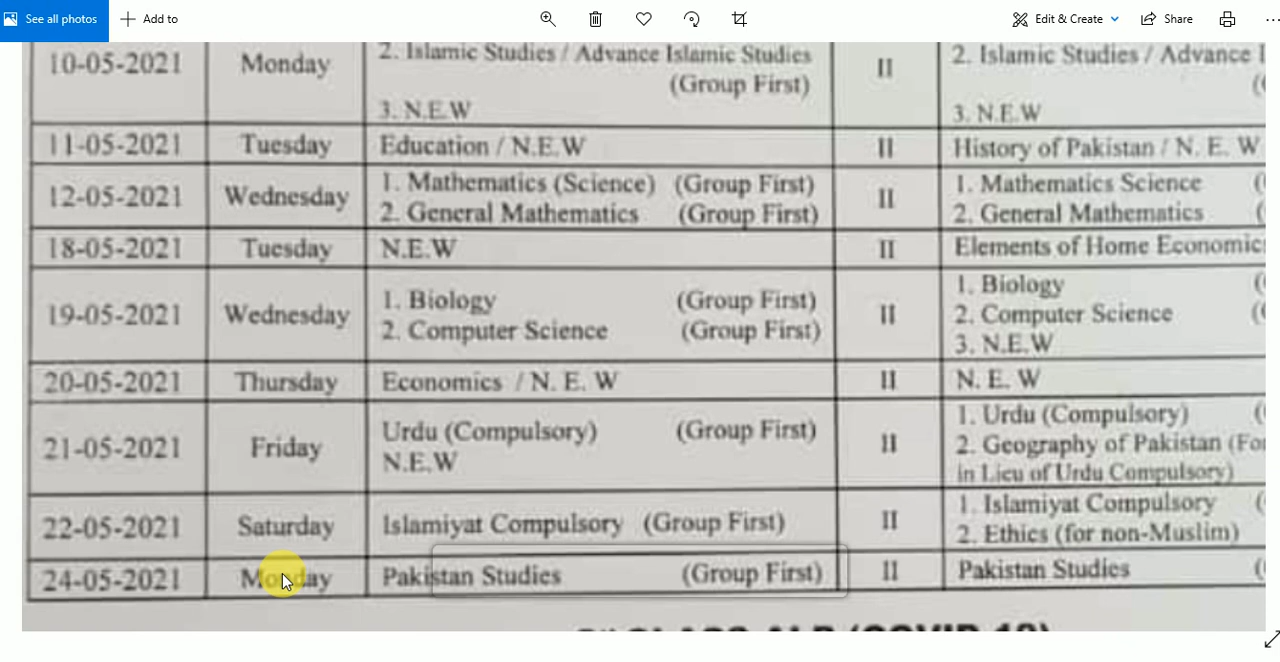 See all photos
Add to
Edit & Create
Share
10-05-2021 Monday 2. Islamic Studies / Advance Islamic Studies II 2. Islamic Studies / Advance
(Group First)
3. N.E.W 3. N.E.W
11-05-2021 Tuesday Education / N.E.W II History of Pakistan / N. E. W
12-05-2021 Wednesday 1. Mathematics (Science) (Group First) II 1. Mathematics Science
2. General Mathematics (Group First) 2. General Mathematics
18-05-2021 Tuesday N.E.W II Elements of Home Economic
19-05-2021 Wednesday 1. Biology (Group First) II 1. Biology
2. Computer Science (Group First) 2. Computer Science
3. N.E.W
20-05-2021 Thursday Economics / N. E. W II N. E. W
21-05-2021 Friday Urdu (Compulsory) (Group First) II 1. Urdu (Compulsory)
N.E.W 2. Geography of Pakistan (Fo
in Lieu of Urdu Compulsory)
22-05-2021 Saturday Islamiyat Compulsory (Group First) II 1. Islamiyat Compulsory
2. Ethics (for non-Muslim)
24-05-2021 Monday Pakistan Studies (Group First) II Pakistan Studies